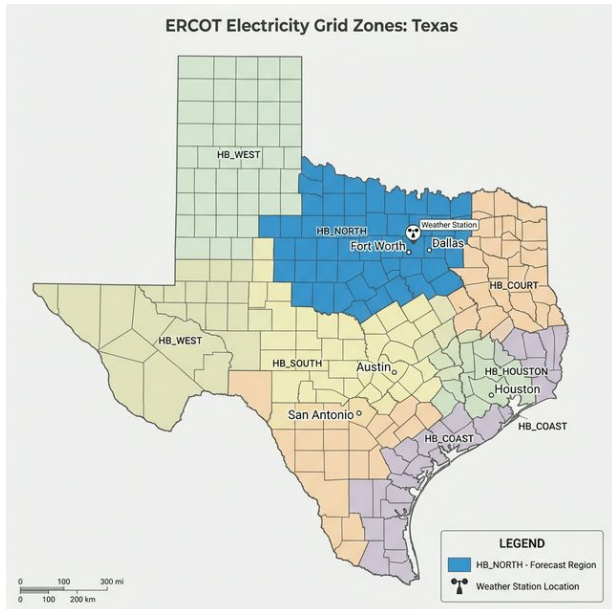 ERCOT Electricity Grid Zones: Texas
HB_WEST
HB_NORTH
Weather Station
Fort Worth
Dallas
HB_COURT
HB_WEST
HB_SOUTH
Austin
HB_HOUSTON
Houston
San Antonio
HB_COAST
HB_COAST
LEGEND
HB_NORTH - Forecast Region
Weather Station Location
0 100 300 mi
0 100 200 km